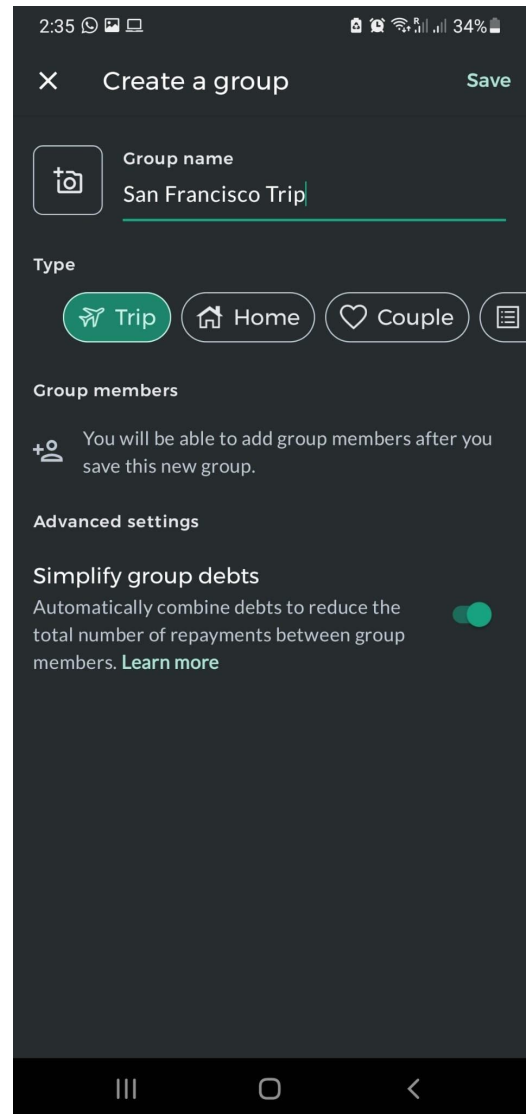 2:35 34%
Create a group Save
Group name
San Francisco Trip
Type
Trip Home Couple
Group members
You will be able to add group members after you
save this new group.
Advanced settings
Simplify group debts
Automatically combine debts to reduce the
total number of repayments between group
members. Learn more